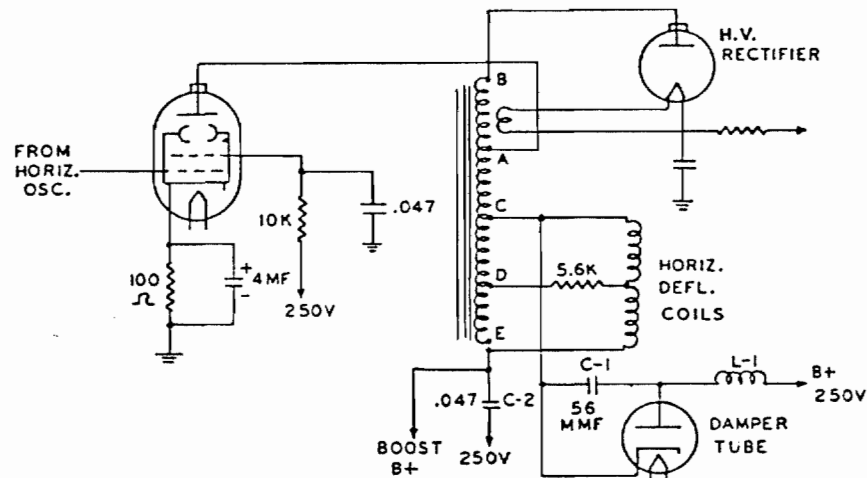 H.V.
RECTIFIER
B
A
FROM
HORIZ.
OSC.
10K
.047
C
100
Ω
+
4MF
-
250V
D
5.6K
HORIZ.
DEFL.
COILS
E
C-1
L-1
B+
250V
.047
C-2
56
MMF
DAMPER
TUBE
BOOST
B+
250V